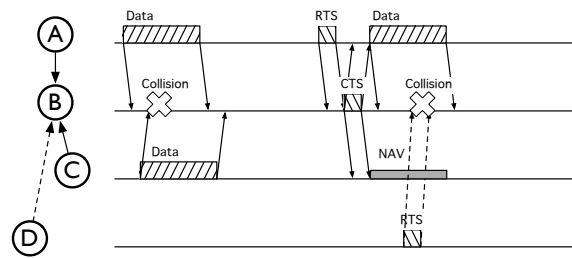 A
Data
RTS
Data
Collision
CTS
Collision
B
Data
C
NAV
RTS
D